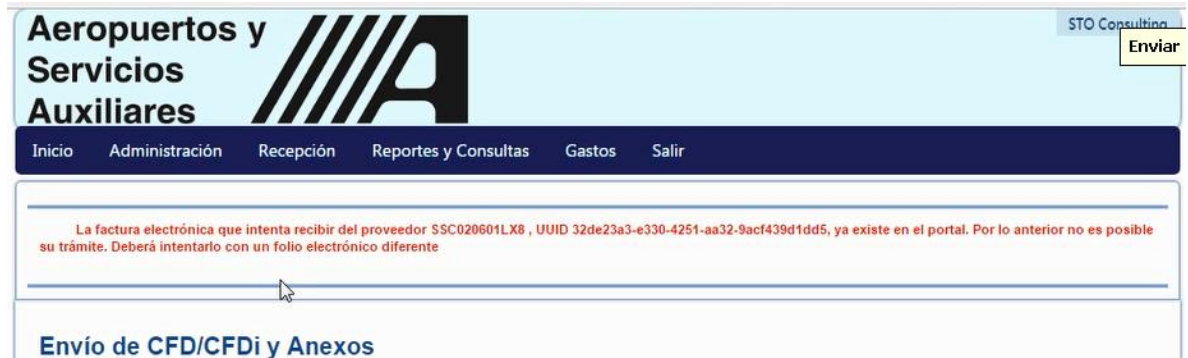 Aeropuertos y
Servicios
Auxiliares
STO Consulting
Enviar
Inicio Administración Recepción Reportes y Consultas Gastos Salir
La factura electrónica que intenta recibir del proveedor SSC020601LX8 , UUID 32de23a3-e330-4251-aa32-9acf439d1dd5, ya existe en el portal. Por lo anterior no es posible
su trámite. Deberá intentarlo con un folio electrónico diferente
Envío de CFD/CFDi y Anexos